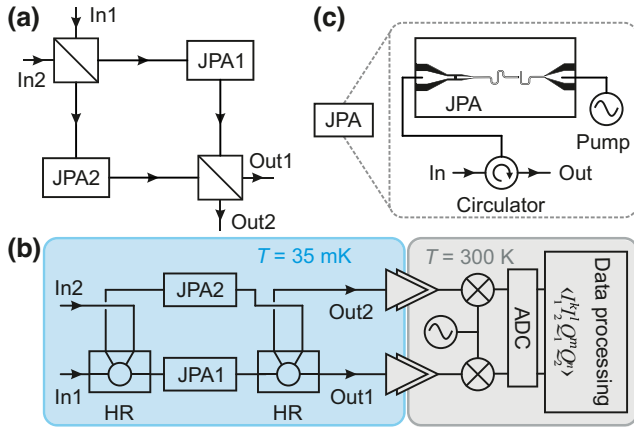 (a)
In1
In2
JPA1
JPA2
Out1
Out2
(c)
JPA
JPA
Pump
In
Out
Circulator
(b)
T = 35 mK
T = 300 K
In2
JPA2
Out2
In1
JPA1
Out1
HR
HR
ADC
Data processing
⟨I₁ᵏI₂ˡQ₁ᵐQ₂ⁿ⟩